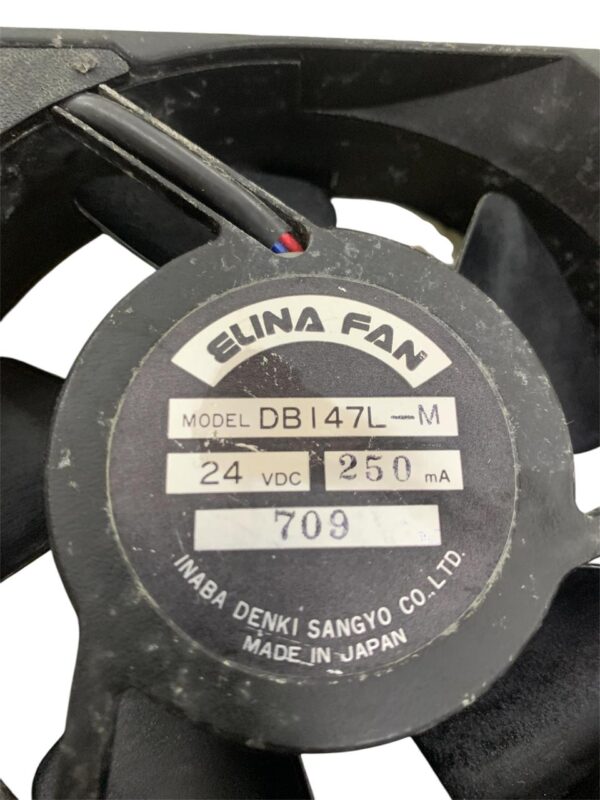 ELINA FAN
MODEL DB147L-M
24 VDC 250 mA
709
INABA DENKI SANGYO CO., LTD.
MADE IN JAPAN